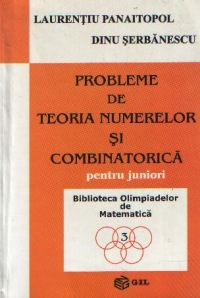 LAURENȚIU PANAITOPOL
DINU ȘERBĂNESCU
PROBLEME
DE
TEORIA NUMERELOR
ȘI
COMBINATORICĂ
pentru juniori
Biblioteca Olimpiadelor
de
Matematică
3
GIL